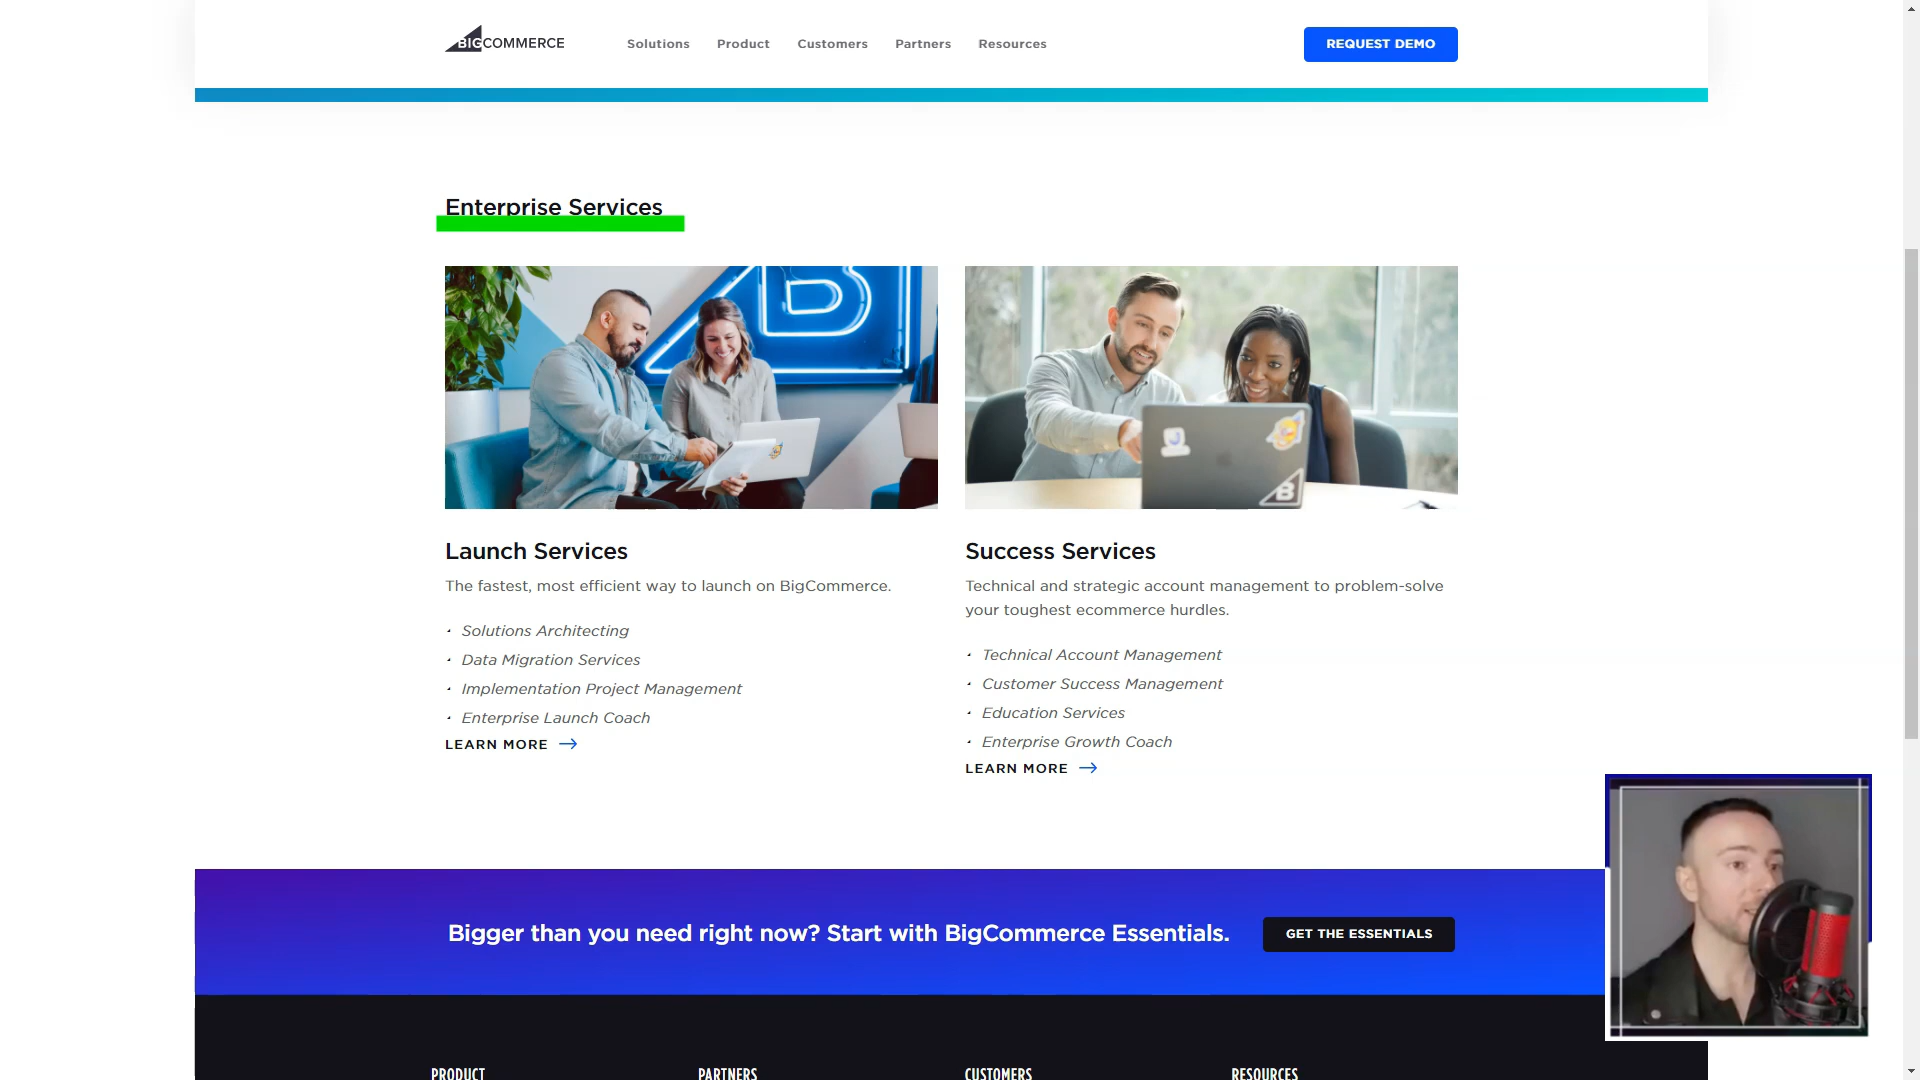 BIGCOMMERCE
Solutions
Product
Customers
Partners
Resources
REQUEST DEMO
Enterprise Services
B
B
Launch Services
The fastest, most efficient way to launch on BigCommerce.
· Solutions Architecting
· Data Migration Services
· Implementation Project Management
· Enterprise Launch Coach
LEARN MORE →
Success Services
Technical and strategic account management to problem-solve
your toughest ecommerce hurdles.
· Technical Account Management
· Customer Success Management
· Education Services
· Enterprise Growth Coach
LEARN MORE →
Bigger than you need right now? Start with BigCommerce Essentials.
GET THE ESSENTIALS
PRODUCT
PARTNERS
CUSTOMERS
RESOURCES